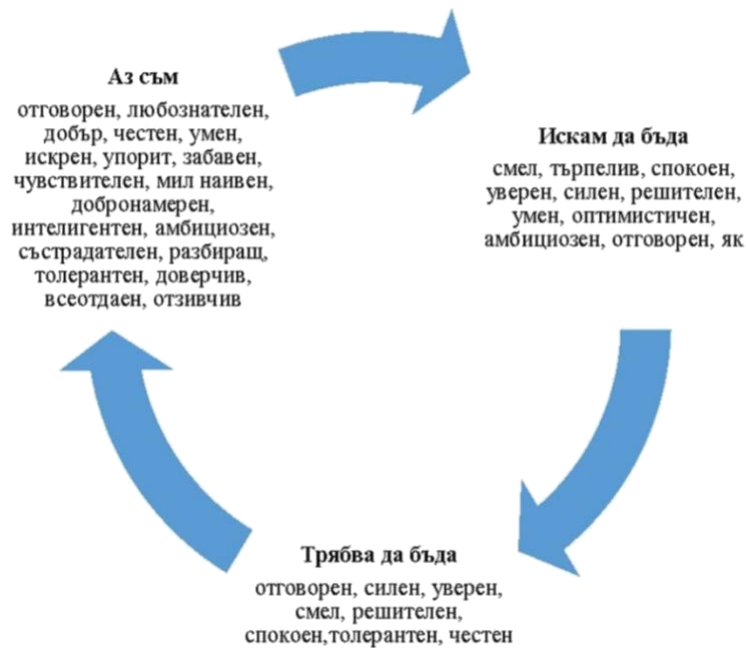 Аз съм
отговорен, любознателен,
добър, честен, умен,
искрен, упорит, забавен,
чувствителен, мил наивен,
добронамерен,
интелигентен, амбициозен,
състрадателен, разбиращ,
толерантен, доверчив,
всеотдаен, отзивчив
Искам да бъда
смел, търпелив, спокоен,
уверен, силен, решителен,
умен, оптимистичен,
амбициозен, отговорен, як
Трябва да бъда
отговорен, силен, уверен,
смел, решителен,
спокоен,толерантен, честен